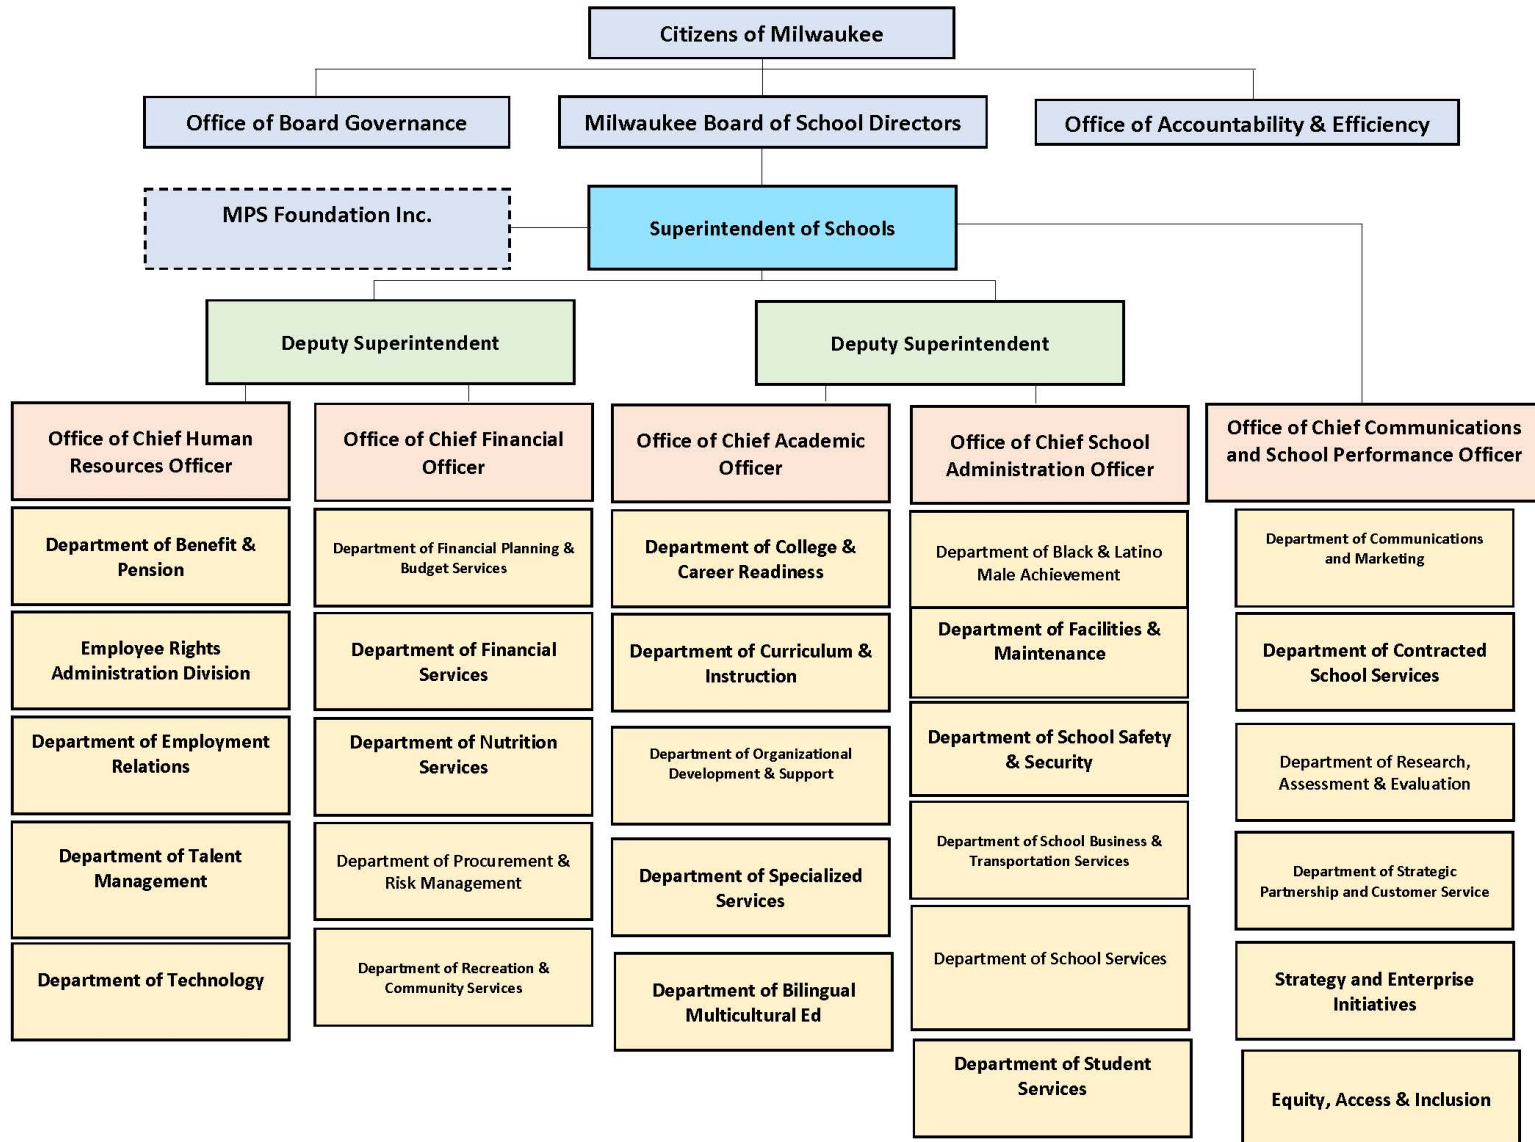 Citizens of Milwaukee
Office of Board Governance
Milwaukee Board of School Directors
Office of Accountability & Efficiency
MPS Foundation Inc.
Superintendent of Schools
Deputy Superintendent
Deputy Superintendent
Office of Chief Human
Resources Officer
Department of Benefit &
Pension
Employee Rights
Administration Division
Department of Employment
Relations
Department of Talent
Management
Department of Technology
Office of Chief Financial
Officer
Department of Financial Planning &
Budget Services
Department of Financial
Services
Department of Nutrition
Services
Department of Procurement &
Risk Management
Department of Recreation &
Community Services
Office of Chief Academic
Officer
Department of College &
Career Readiness
Department of Curriculum &
Instruction
Department of Organizational
Development & Support
Department of Specialized
Services
Department of Bilingual
Multicultural Ed
Office of Chief School
Administration Officer
Department of Black & Latino
Male Achievement
Department of Facilities &
Maintenance
Department of School Safety
& Security
Department of School Business &
Transportation Services
Department of School Services
Department of Student
Services
Office of Chief Communications
and School Performance Officer
Department of Communications
and Marketing
Department of Contracted
School Services
Department of Research,
Assessment & Evaluation
Department of Strategic
Partnership and Customer Service
Strategy and Enterprise
Initiatives
Equity, Access & Inclusion